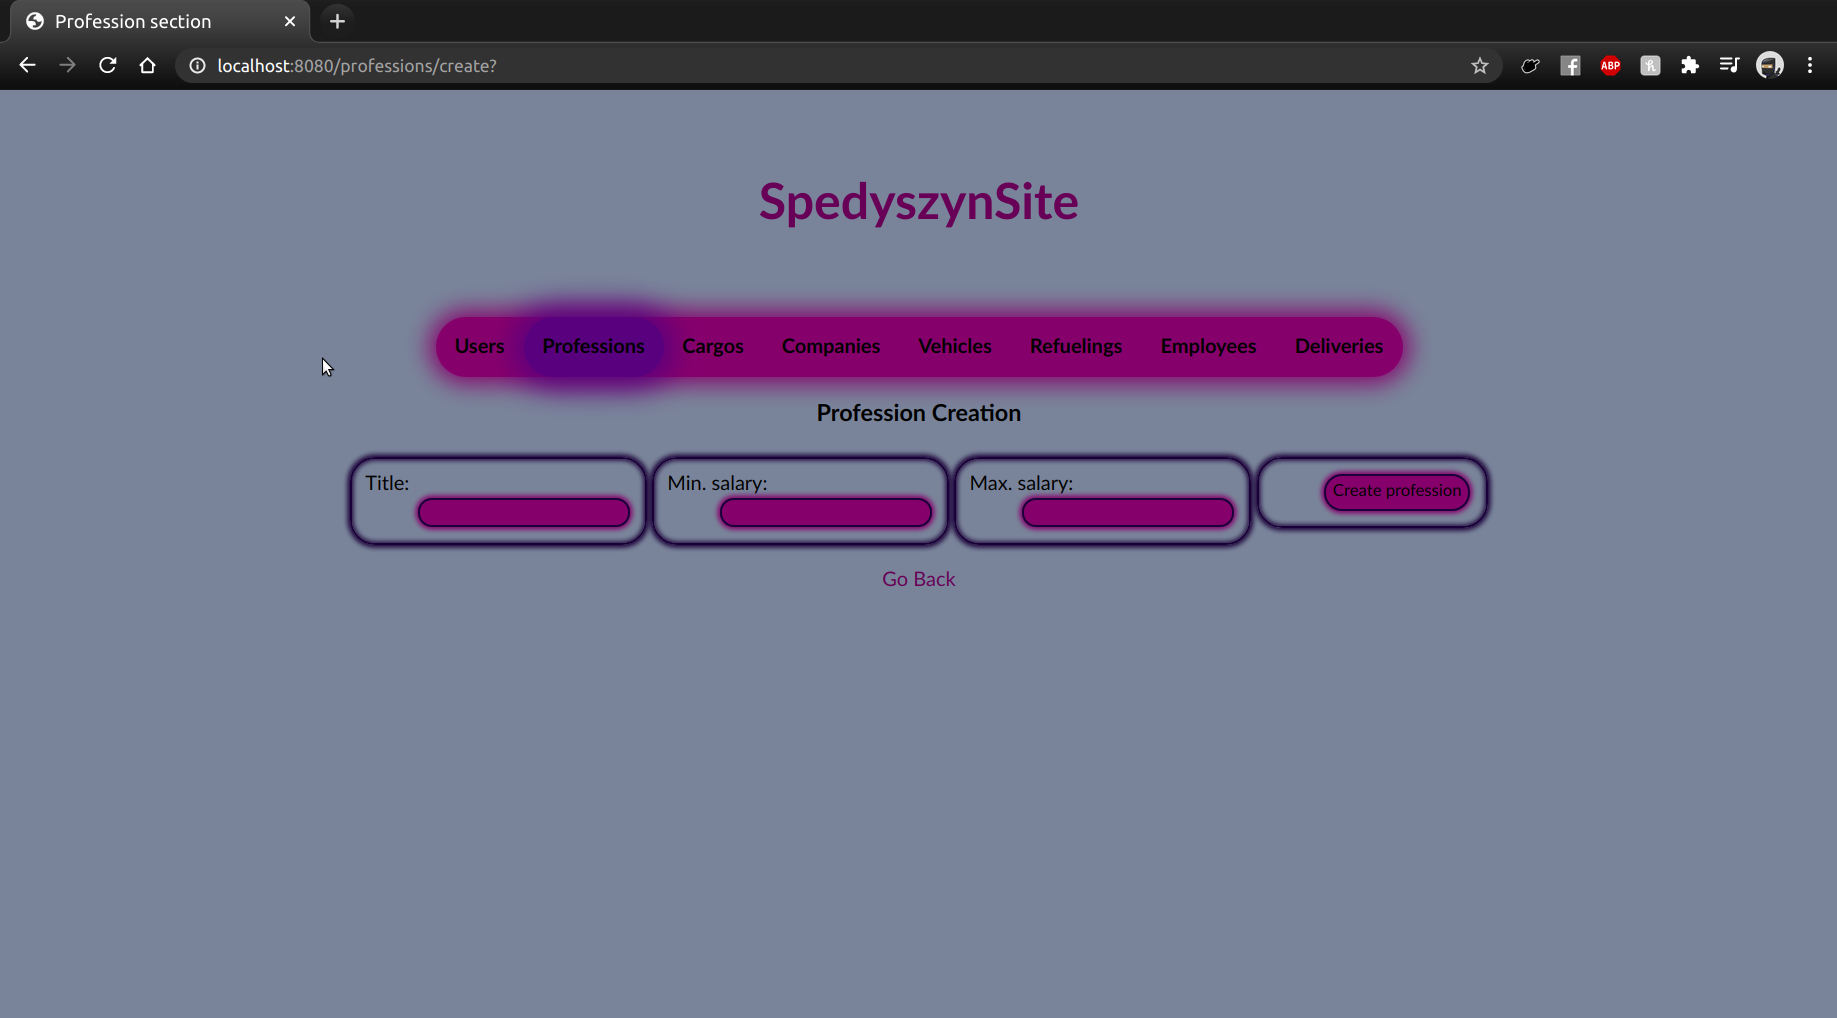 Profession section
localhost:8080/professions/create?
ABP
SpedyszynSite
Users Professions Cargos Companies Vehicles Refuelings Employees Deliveries
Profession Creation
Title: Min. salary: Max. salary: Create profession
Go Back